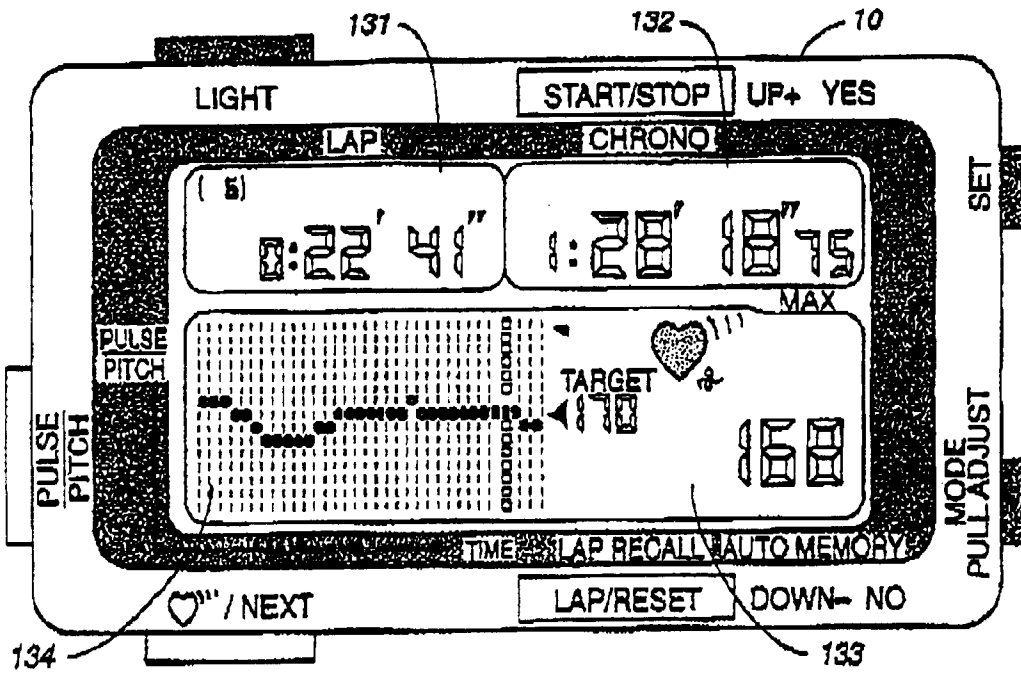 131
132
10
LIGHT
START/STOP
UP+ YES
LAP
CHRONO
SET
( 5)
0:22' 41"
1:28' 18" 75
MAX
PULSE
PITCH
TARGET
170
168
PULSE
PITCH
MODE
PULL ADJUST
TIME
LAP RECALL
AUTO MEMORY
♡ / NEXT
LAP/RESET
DOWN- NO
134
133